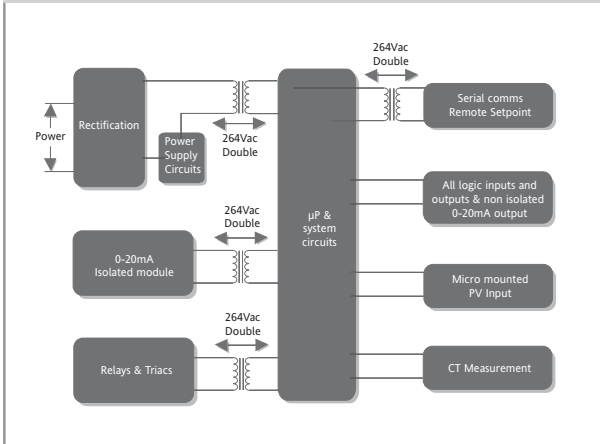 264Vac
Double
Rectification
Power
Power
Supply
Circuits
264Vac
Double
Serial comms
Remote Setpoint
All logic inputs and
outputs & non isolated
0-20mA output
264Vac
Double
µP &
system
circuits
0-20mA
Isolated module
Micro mounted
PV Input
264Vac
Double
Relays & Triacs
CT Measurement